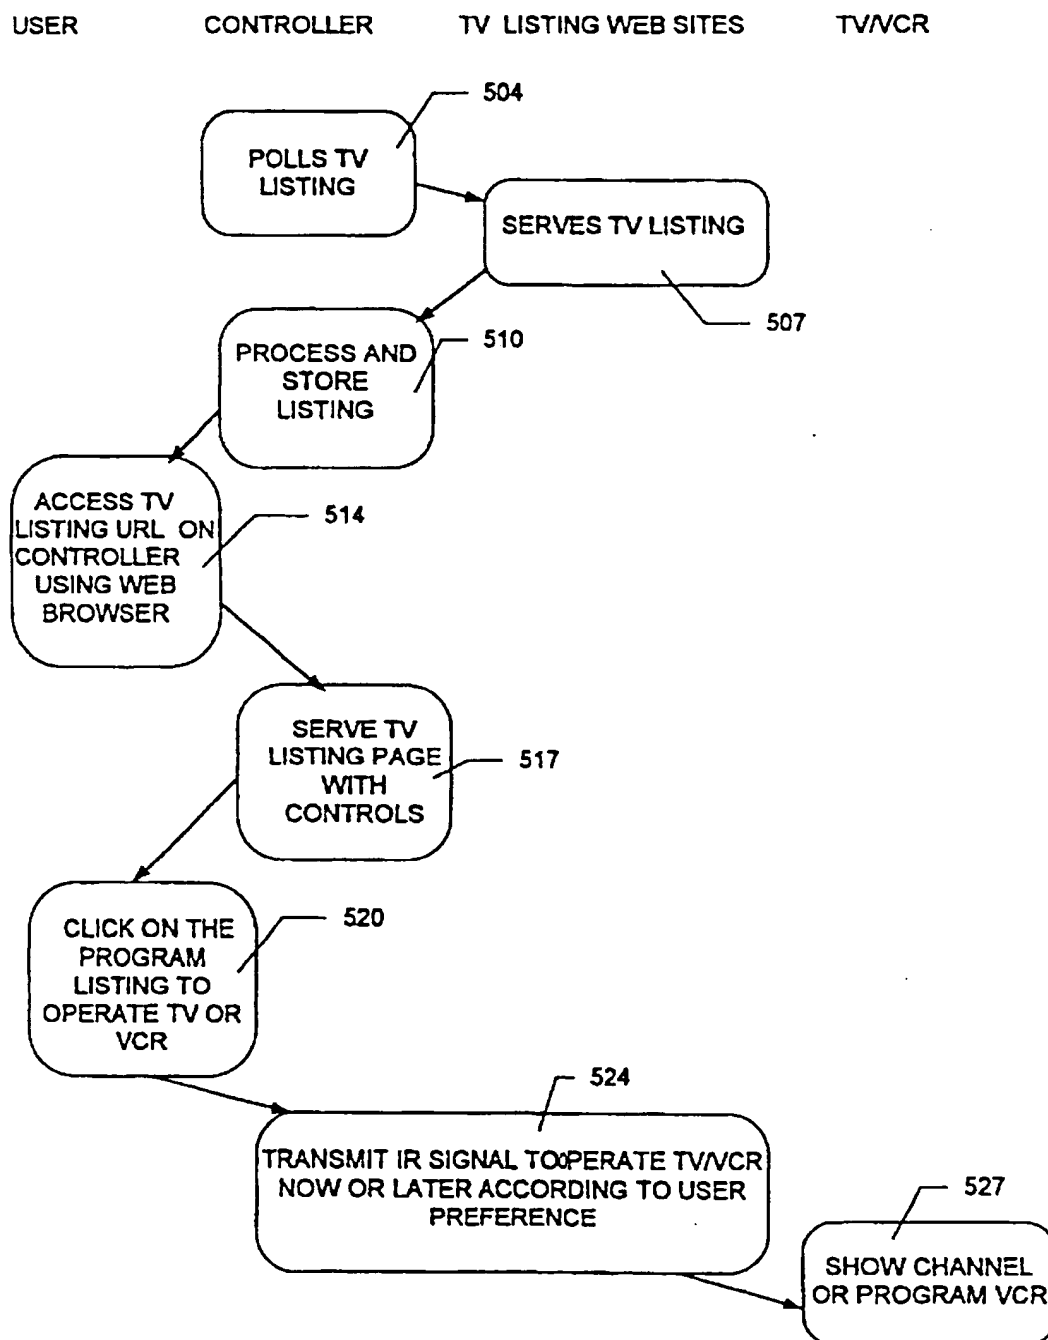 USER CONTROLLER TV LISTING WEB SITES TV/VCR
504
POLLS TV
LISTING
SERVES TV LISTING
507
510
PROCESS AND
STORE
LISTING
514
ACCESS TV
LISTING URL ON
CONTROLLER
USING WEB
BROWSER
SERVE TV
LISTING PAGE
WITH
CONTROLS
517
520
CLICK ON THE
PROGRAM
LISTING TO
OPERATE TV OR
VCR
524
TRANSMIT IR SIGNAL TO OPERATE TV/VCR
NOW OR LATER ACCORDING TO USER
PREFERENCE
527
SHOW CHANNEL
OR PROGRAM VCR